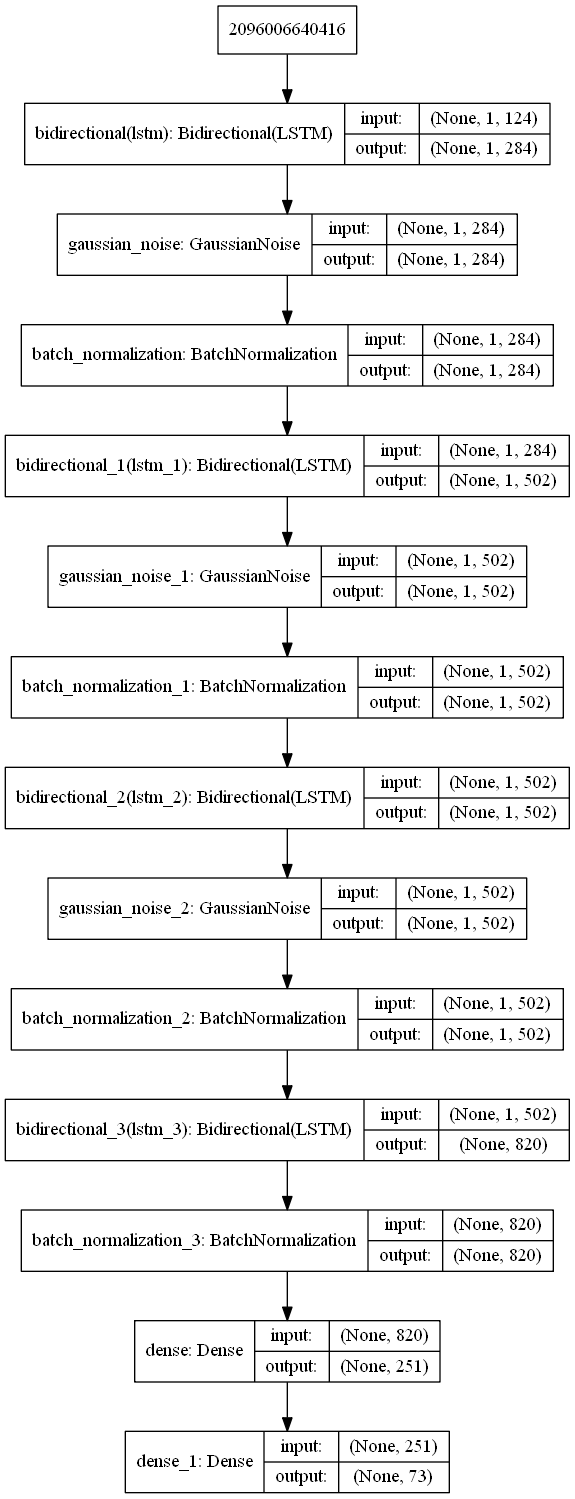 2096006640416
bidirectional(lstm): Bidirectional(LSTM) input: (None, 1, 124)
output: (None, 1, 284)
gaussian_noise: GaussianNoise input: (None, 1, 284)
output: (None, 1, 284)
batch_normalization: BatchNormalization input: (None, 1, 284)
output: (None, 1, 284)
bidirectional_1(lstm_1): Bidirectional(LSTM) input: (None, 1, 284)
output: (None, 1, 502)
gaussian_noise_1: GaussianNoise input: (None, 1, 502)
output: (None, 1, 502)
batch_normalization_1: BatchNormalization input: (None, 1, 502)
output: (None, 1, 502)
bidirectional_2(lstm_2): Bidirectional(LSTM) input: (None, 1, 502)
output: (None, 1, 502)
gaussian_noise_2: GaussianNoise input: (None, 1, 502)
output: (None, 1, 502)
batch_normalization_2: BatchNormalization input: (None, 1, 502)
output: (None, 1, 502)
bidirectional_3(lstm_3): Bidirectional(LSTM) input: (None, 1, 502)
output: (None, 820)
batch_normalization_3: BatchNormalization input: (None, 820)
output: (None, 820)
dense: Dense input: (None, 820)
output: (None, 251)
dense_1: Dense input: (None, 251)
output: (None, 73)